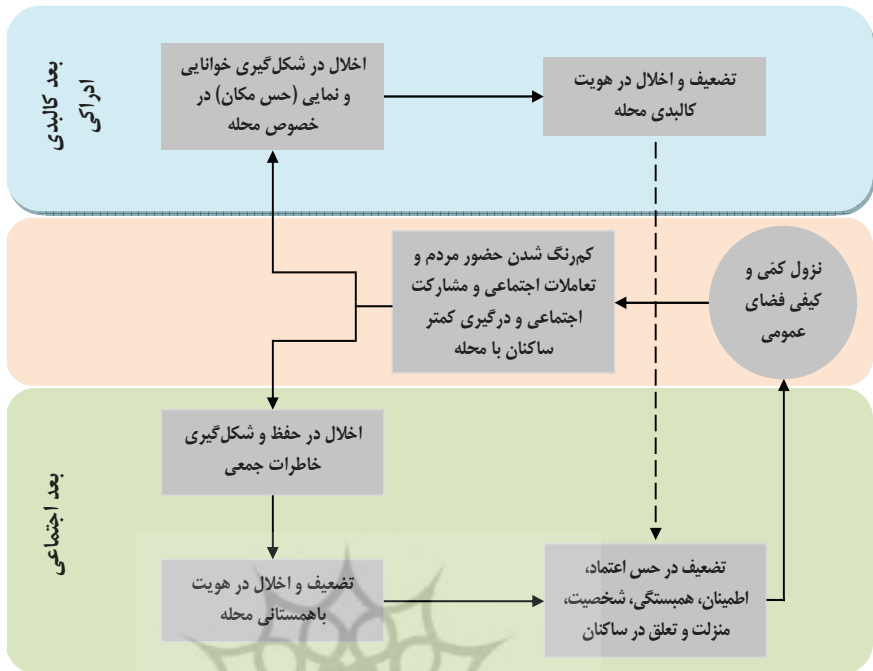 بعد کالبدی
ادراکی
اخلال در شکل‌گیری خوانایی
و نمایی (حس مکان) در
خصوص محله
تضعیف و اخلال در هویت
کالبدی محله
نزول کمّی و
کیفی فضای
عمومی
کم‌رنگ شدن حضور مردم و
تعاملات اجتماعی و مشارکت
اجتماعی و درگیری کمتر
ساکنان با محله
بعد اجتماعی
اخلال در حفظ و شکل‌گیری
خاطرات جمعی
تضعیف و اخلال در هویت
باهمستانی محله
تضعیف در حس اعتماد،
اطمینان، همبستگی، شخصیت،
منزلت و تعلق در ساکنان